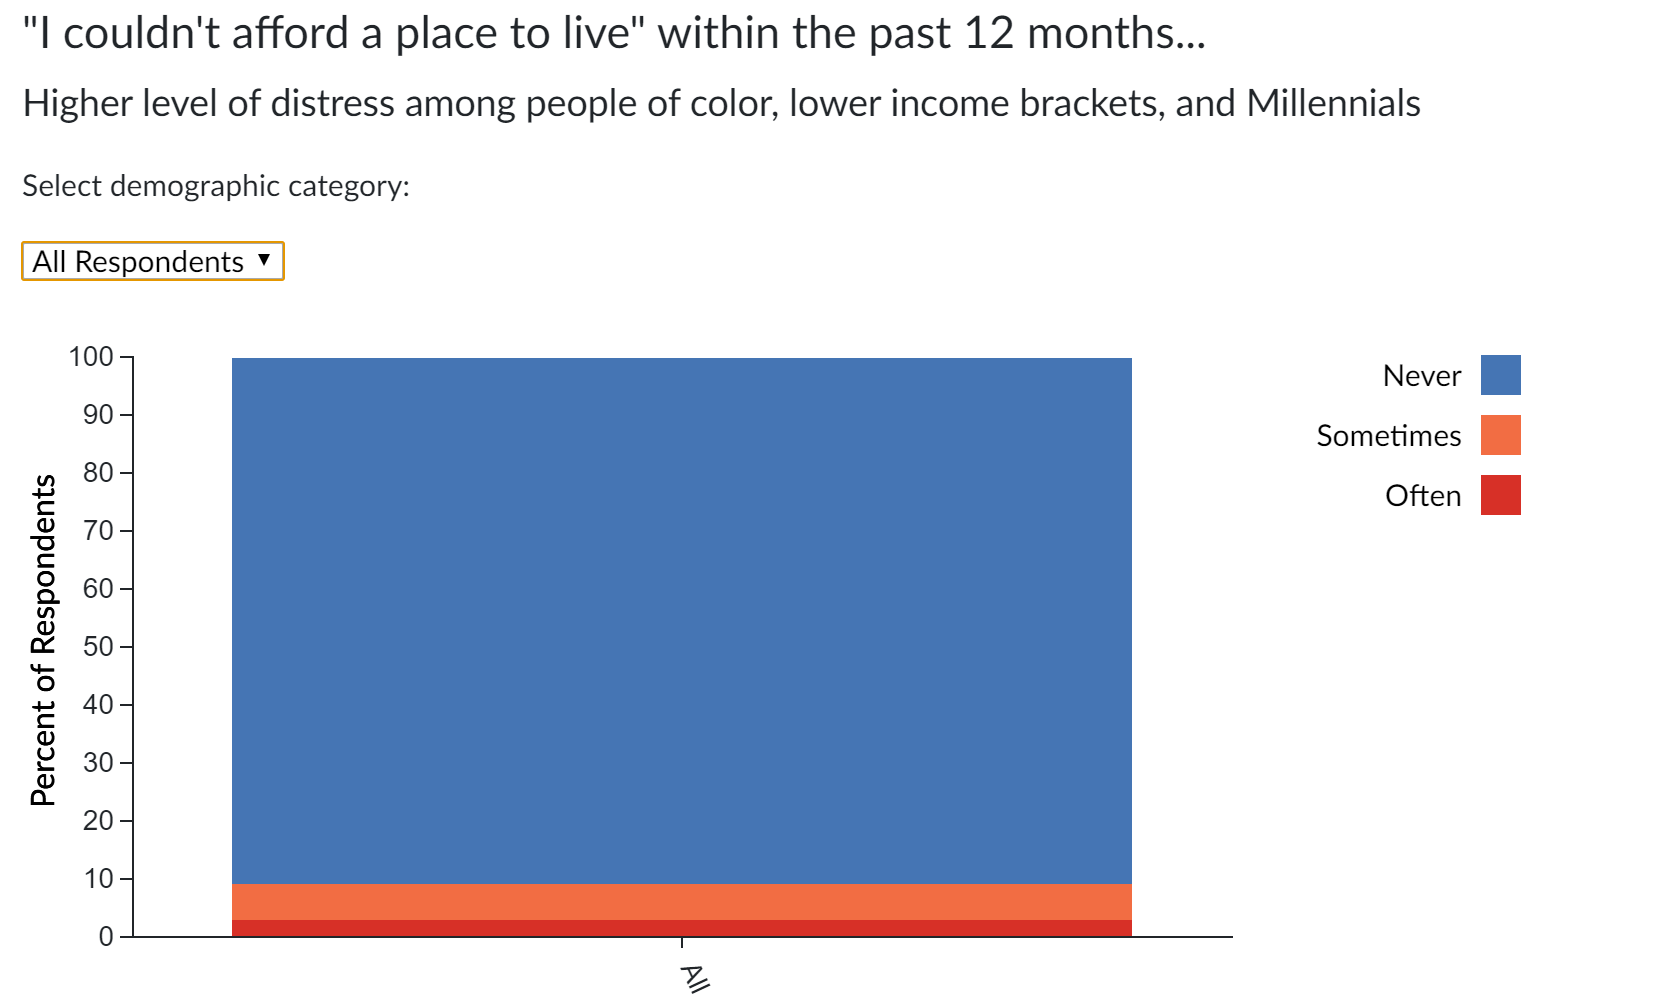 "I couldn't afford a place to live" within the past 12 months...
Higher level of distress among people of color, lower income brackets, and Millennials
Select demographic category:
All Respondents ▼
Percent of Respondents
100
90
80
70
60
50
40
30
20
10
0
All
Never
Sometimes
Often